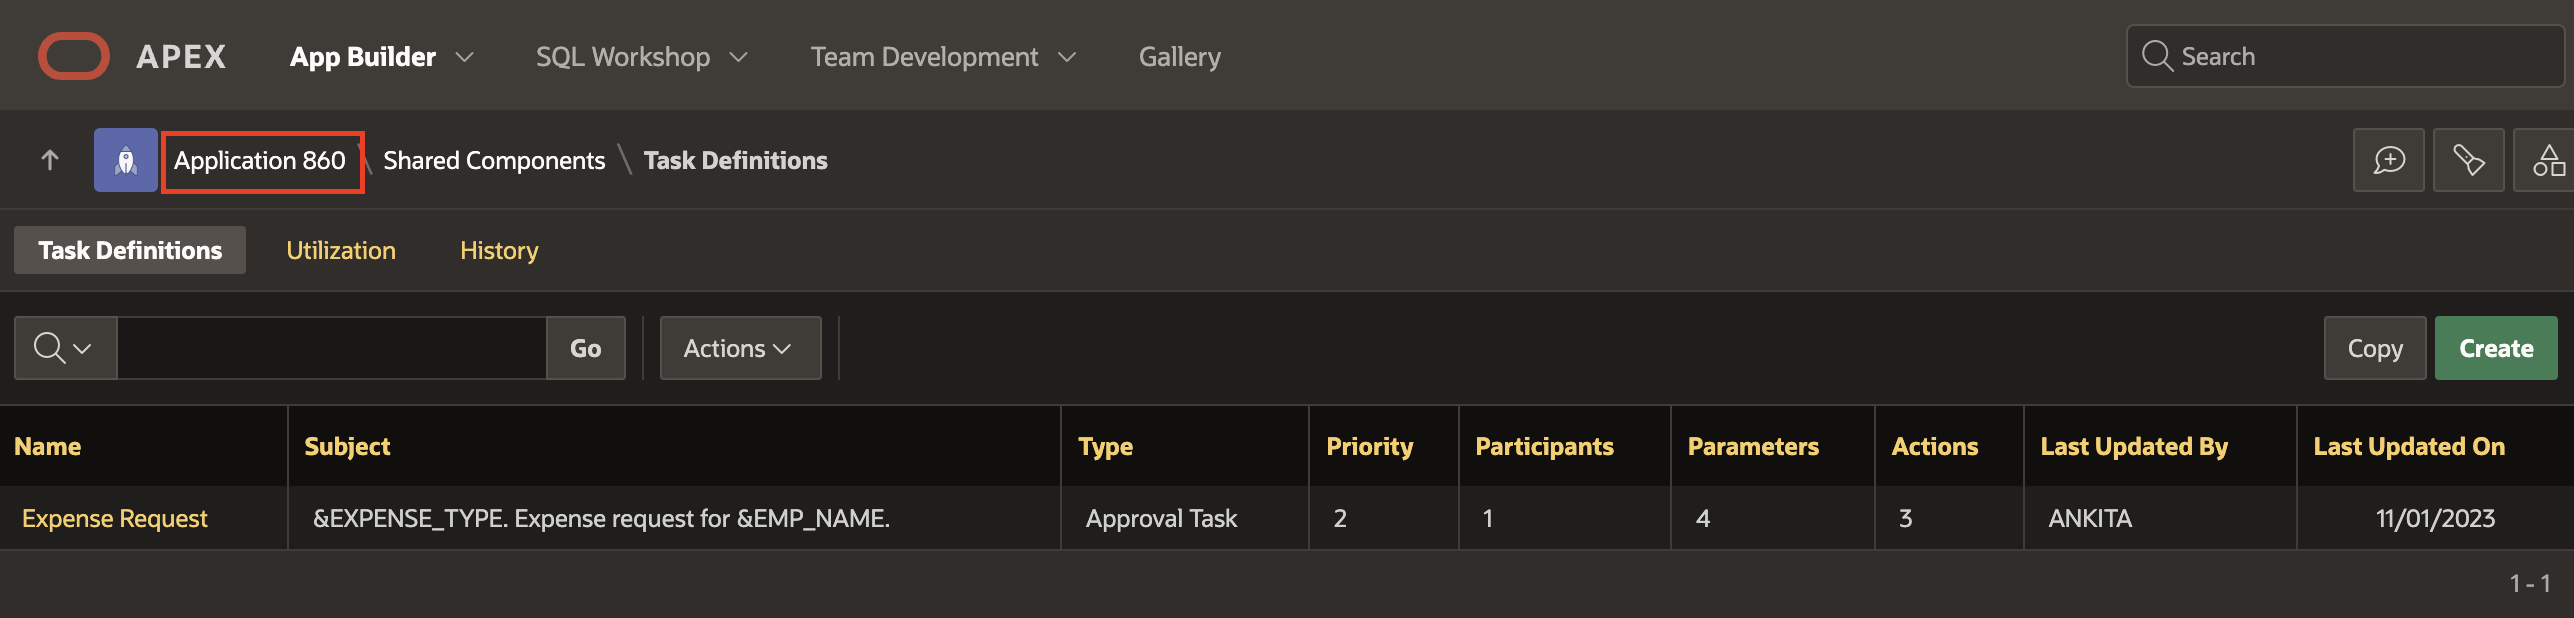 APEX App Builder SQL Workshop Team Development Gallery Search
Application 860 \ Shared Components \ Task Definitions
Task Definitions Utilization History
Go Actions Copy Create
Name Subject Type Priority Participants Parameters Actions Last Updated By Last Updated On
Expense Request &EXPENSE_TYPE. Expense request for &EMP_NAME. Approval Task 2 1 4 3 ANKITA 11/01/2023
1 - 1